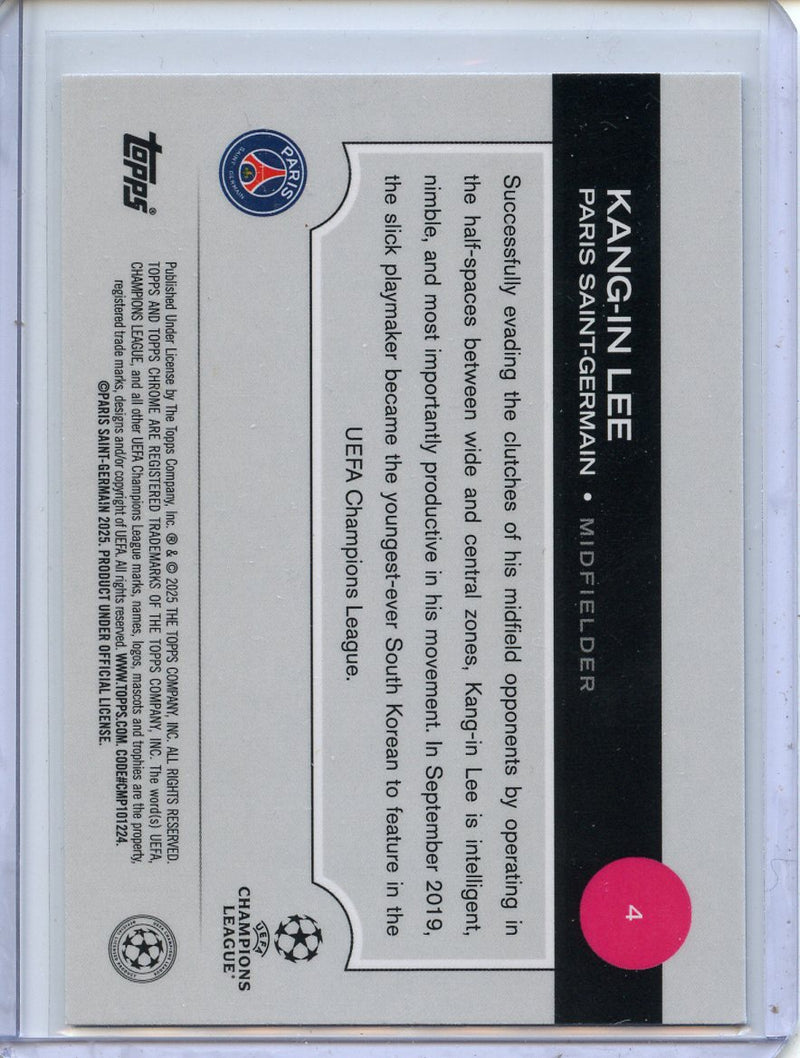 KANG-IN LEE
PARIS SAINT-GERMAIN • MIDFIELDER
4
Successfully evading the clutches of his midfield opponents by operating in
the half-spaces between wide and central zones, Kang-in Lee is intelligent,
nimble, and most importantly productive in his movement. In September 2019,
the slick playmaker became the youngest-ever South Korean to feature in the
UEFA Champions League.
PARIS
SAINT-GERMAIN
UEFA
CHAMPIONS
LEAGUE®
topps®
Published Under License by The Topps Company, Inc. ® & © 2025 THE TOPPS COMPANY, INC. ALL RIGHTS RESERVED.
TOPPS AND TOPPS CHROME ARE REGISTERED TRADEMARKS OF THE TOPPS COMPANY, INC. The word(s) UEFA,
CHAMPIONS LEAGUE, and all other UEFA Champions League marks, names, logos, mascots and trophies are the property,
registered trade marks, designs and/or copyright of UEFA. All rights reserved. WWW.TOPPS.COM. CODE#CMP101224.
©PARIS SAINT-GERMAIN 2025. PRODUCT UNDER OFFICIAL LICENSE.